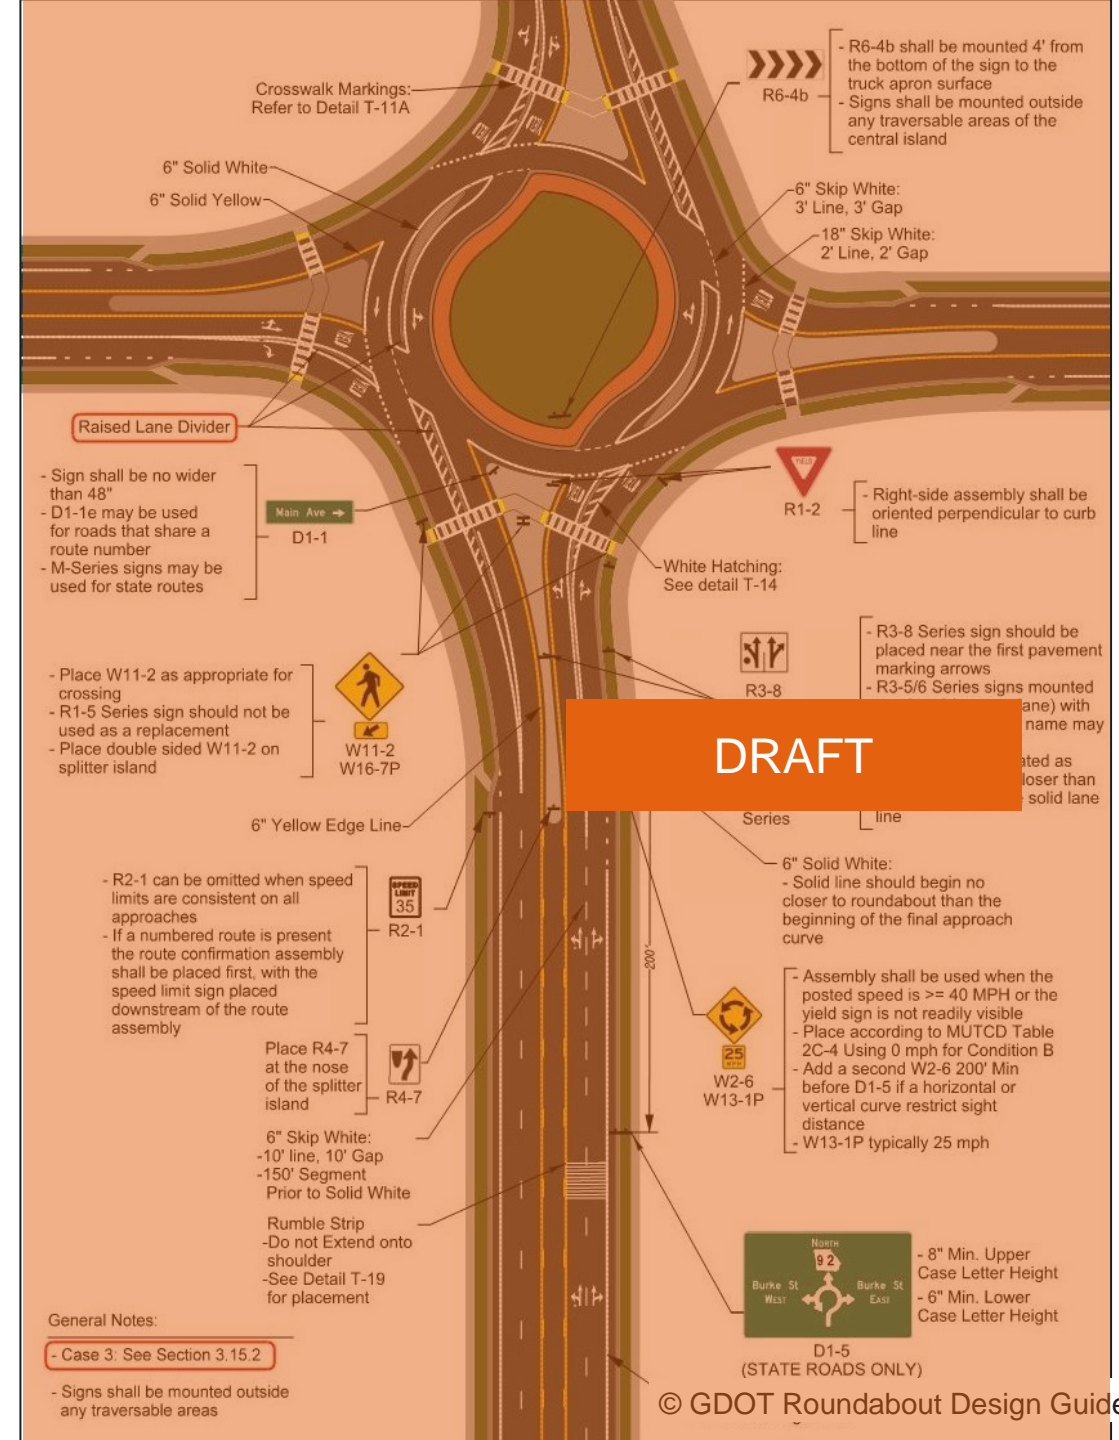 Crosswalk Markings:
Refer to Detail T-11A
R6-4b
- R6-4b shall be mounted 4' from
the bottom of the sign to the
truck apron surface
- Signs shall be mounted outside
any traversable areas of the
central island
6" Solid White
6" Solid Yellow
6" Skip White:
3' Line, 3' Gap
18" Skip White:
2' Line, 2' Gap
YIELD
YIELD
YIELD
YIELD
YIELD
YIELD
YIELD
Raised Lane Divider
- Sign shall be no wider
than 48"
- D1-1e may be used
for roads that share a
route number
- M-Series signs may be
used for state routes
Main Ave →
D1-1
YIELD
R1-2
- Right-side assembly shall be
oriented perpendicular to curb
line
White Hatching:
See detail T-14
- Place W11-2 as appropriate for
crossing
- R1-5 Series sign should not be
used as a replacement
- Place double sided W11-2 on
splitter island
W11-2
W16-7P
R3-8
- R3-8 Series sign should be
placed near the first pavement
marking arrows
- R3-5/6 Series signs mounted
ane) with
name may
DRAFT
ated as
loser than
solid lane
line
Series
6" Yellow Edge Line
6" Solid White:
- Solid line should begin no
closer to roundabout than the
beginning of the final approach
curve
- R2-1 can be omitted when speed
limits are consistent on all
approaches
- If a numbered route is present
the route confirmation assembly
shall be placed first, with the
speed limit sign placed
downstream of the route
assembly
SPEED
LIMIT
35
R2-1
200'
Place R4-7
at the nose
of the splitter
island
R4-7
25
MPH
W2-6
W13-1P
- Assembly shall be used when the
posted speed is >= 40 MPH or the
yield sign is not readily visible
- Place according to MUTCD Table
2C-4 Using 0 mph for Condition B
- Add a second W2-6 200' Min
before D1-5 if a horizontal or
vertical curve restrict sight
distance
- W13-1P typically 25 mph
6" Skip White:
-10' line, 10' Gap
-150' Segment
Prior to Solid White
Rumble Strip
-Do not Extend onto
shoulder
-See Detail T-19
for placement
NORTH
92
Burke St
WEST
Burke St
EAST
- 8" Min. Upper
Case Letter Height
- 6" Min. Lower
Case Letter Height
D1-5
(STATE ROADS ONLY)
General Notes:
- Case 3: See Section 3.15.2
- Signs shall be mounted outside
any traversable areas
© GDOT Roundabout Design Guide